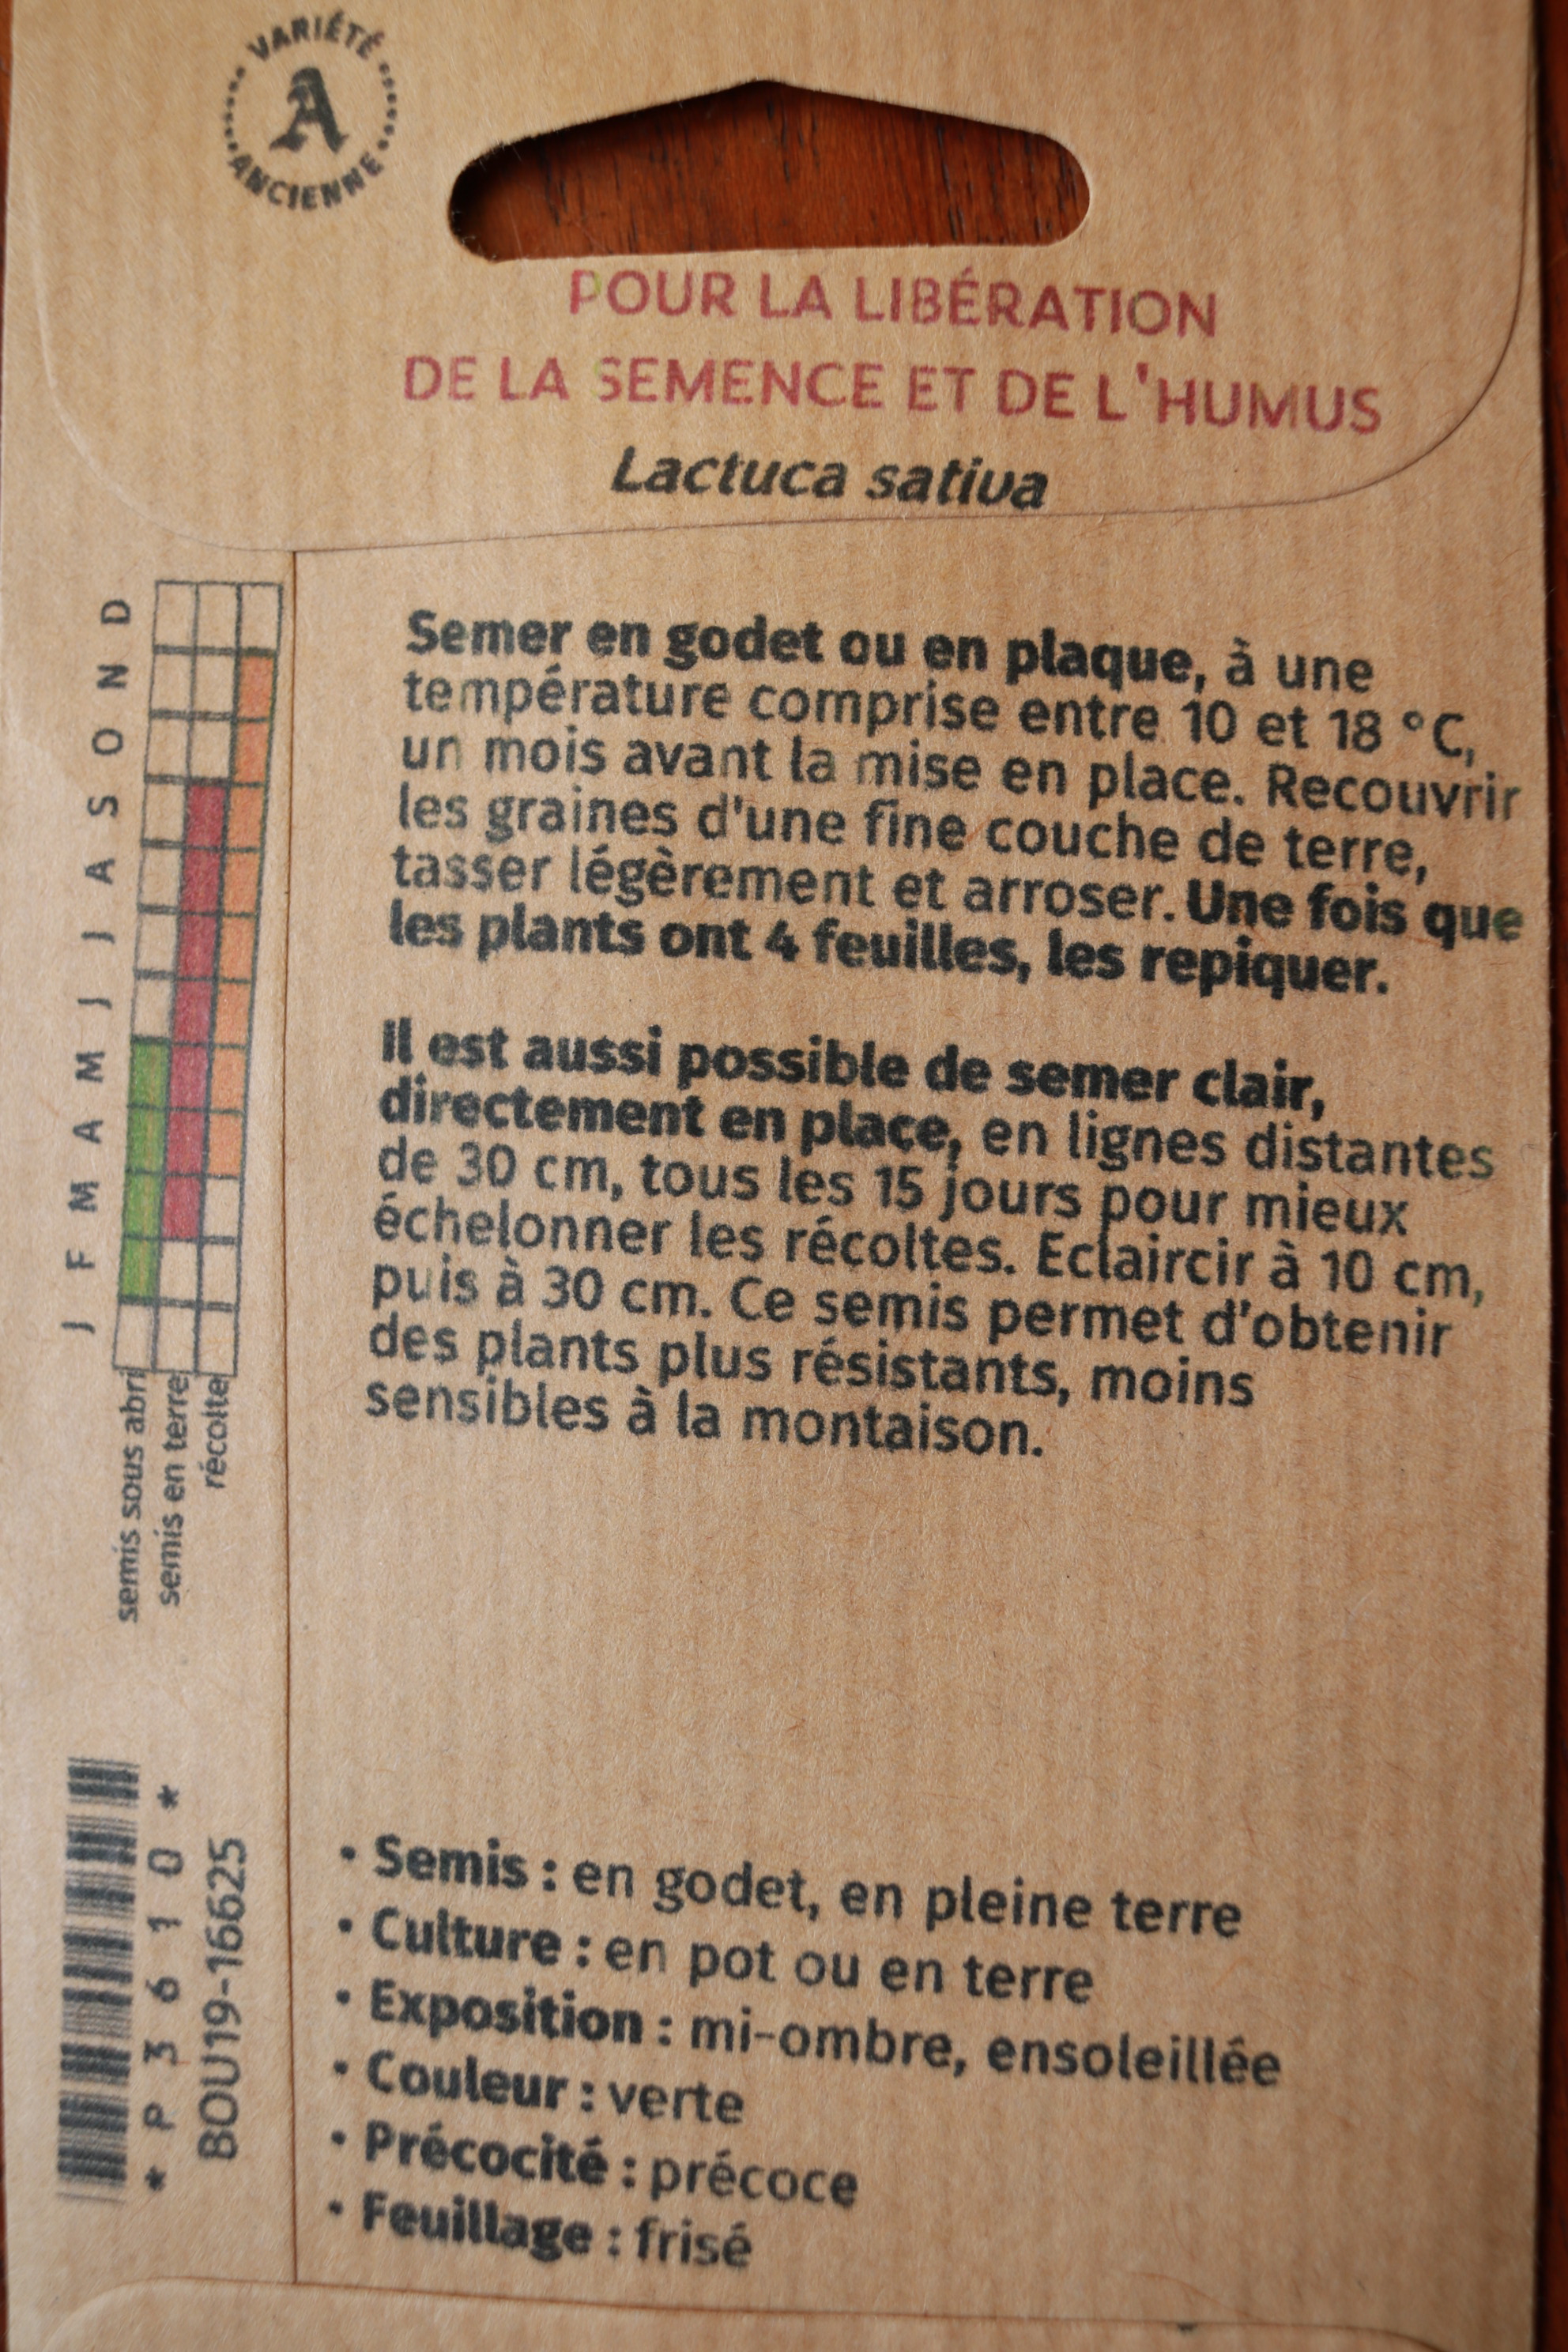 VARIÉTÉ
A
ANCIENNE
POUR LA LIBÉRATION
DE LA SEMENCE ET DE L'HUMUS
Lactuca sativa
Semer en godet ou en plaque, à une
température comprise entre 10 et 18 °C,
un mois avant la mise en place. Recouvrir
les graines d'une fine couche de terre,
tasser légèrement et arroser. Une fois que
les plants ont 4 feuilles, les repiquer.
Il est aussi possible de semer clair,
directement en place, en lignes distantes
de 30 cm, tous les 15 jours pour mieux
échelonner les récoltes. Eclaircir à 10 cm,
puis à 30 cm. Ce semis permet d'obtenir
des plants plus résistants, moins
sensibles à la montaison.
J F M A M J J A S O N D
semis sous abri
semis en terre
récolte
* P 3 6 1 0 *
BOU19-16625
• Semis : en godet, en pleine terre
• Culture : en pot ou en terre
• Exposition : mi-ombre, ensoleillée
• Couleur : verte
• Précocité : précoce
• Feuillage : frisé